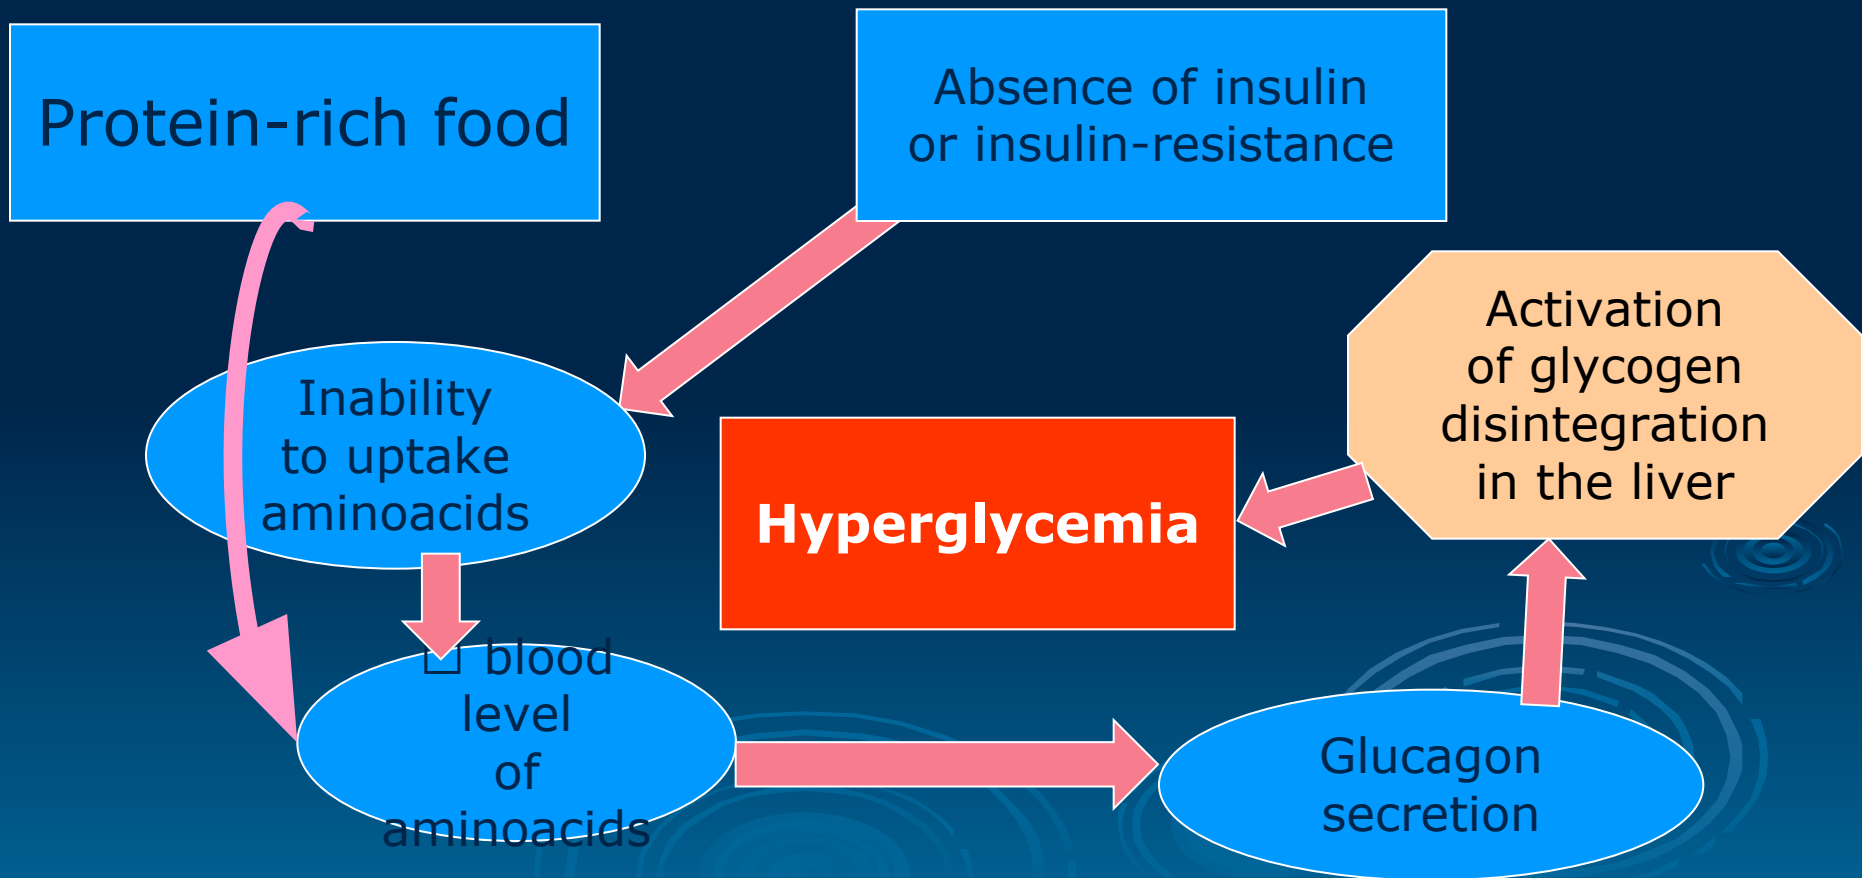 Protein-rich food
Absence of insulin
or insulin-resistance
Inability
to uptake
aminoacids
Hyperglycemia
Activation
of glycogen
disintegration
in the liver
□ blood
level
of
aminoacids
Glucagon
secretion